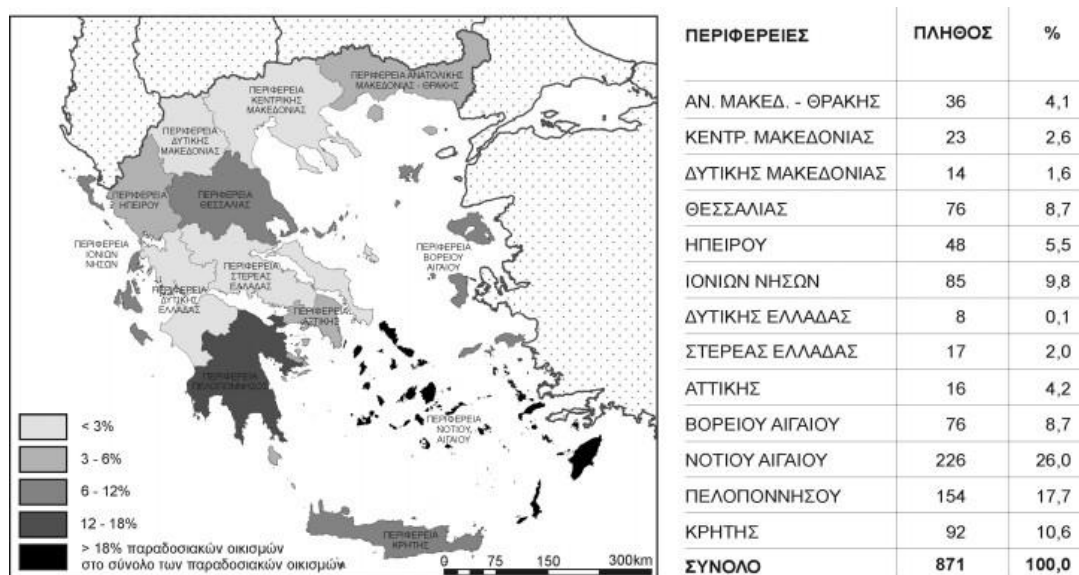 ΠΕΡΙΦΕΡΕΙΑ ΑΝΑΤΟΛΙΚΗΣ
ΜΑΚΕΔΟΝΙΑΣ - ΘΡΑΚΗΣ
ΠΕΡΙΦΕΡΕΙΑ
ΚΕΝΤΡΙΚΗΣ
ΜΑΚΕΔΟΝΙΑΣ
ΠΕΡΙΦΕΡΕΙΑ
ΔΥΤΙΚΗΣ
ΜΑΚΕΔΟΝΙΑΣ
ΠΕΡΙΦΕΡΕΙΑ
ΗΠΕΙΡΟΥ
ΠΕΡΙΦΕΡΕΙΑ
ΘΕΣΣΑΛΙΑΣ
ΠΕΡΙΦΕΡΕΙΑ
ΙΟΝΙΩΝ
ΝΗΣΩΝ
ΠΕΡΙΦΕΡΕΙΑ
ΒΟΡΕΙΟΥ
ΑΙΓΑΙΟΥ
ΠΕΡΙΦΕΡΕΙΑ
ΣΤΕΡΕΑΣ
ΕΛΛΑΔΑΣ
ΠΕΡΙΦΕΡΕΙΑ
ΔΥΤΙΚΗΣ
ΕΛΛΑΔΑΣ
ΠΕΡΙΦΕΡΕΙΑ
ΑΤΤΙΚΗΣ
ΠΕΡΙΦΕΡΕΙΑ
ΠΕΛΟΠΟΝΝΗΣΟΣ
ΠΕΡΙΦΕΡΕΙΑ
ΝΟΤΙΟΥ
ΑΙΓΑΙΟΥ
ΠΕΡΙΦΕΡΕΙΑ
ΚΡΗΤΗΣ
< 3%
3 - 6%
6 - 12%
12 - 18%
> 18% παραδοσιακών οικισμών
στο σύνολο των παραδοσιακών οικισμών
0 75 150 300km
ΠΕΡΙΦΕΡΕΙΕΣ ΠΛΗΘΟΣ %
ΑΝ. ΜΑΚΕΔ. - ΘΡΑΚΗΣ 36 4,1
ΚΕΝΤΡ. ΜΑΚΕΔΟΝΙΑΣ 23 2,6
ΔΥΤΙΚΗΣ ΜΑΚΕΔΟΝΙΑΣ 14 1,6
ΘΕΣΣΑΛΙΑΣ 76 8,7
ΗΠΕΙΡΟΥ 48 5,5
ΙΟΝΙΩΝ ΝΗΣΩΝ 85 9,8
ΔΥΤΙΚΗΣ ΕΛΛΑΔΑΣ 8 0,1
ΣΤΕΡΕΑΣ ΕΛΛΑΔΑΣ 17 2,0
ΑΤΤΙΚΗΣ 16 4,2
ΒΟΡΕΙΟΥ ΑΙΓΑΙΟΥ 76 8,7
ΝΟΤΙΟΥ ΑΙΓΑΙΟΥ 226 26,0
ΠΕΛΟΠΟΝΝΗΣΟΥ 154 17,7
ΚΡΗΤΗΣ 92 10,6
ΣΥΝΟΛΟ 871 100,0